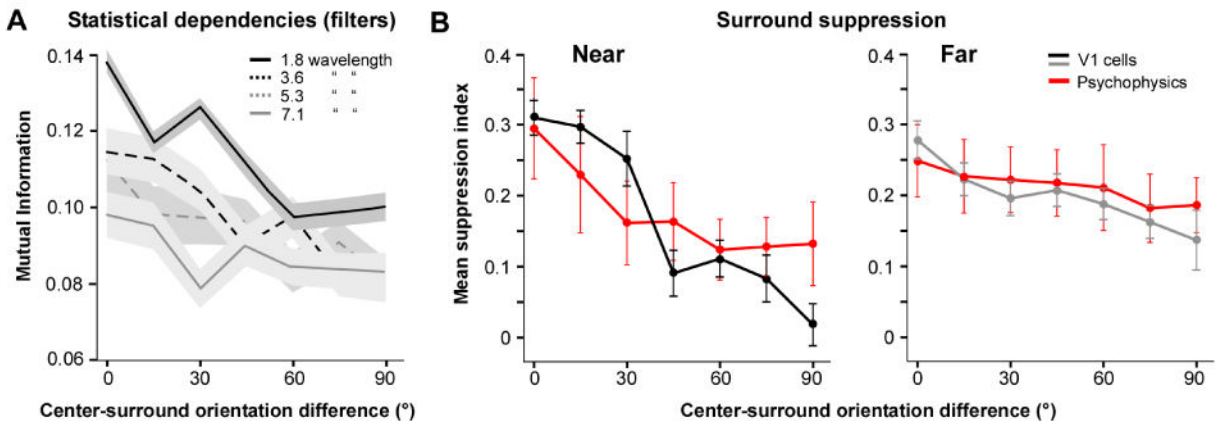 A
Statistical dependencies (filters)
1.8 wavelength
3.6 “ “
5.3 “ “
7.1 “ “
Mutual Information
0.14
0.12
0.10
0.08
0.06
0
30
60
90
Center-surround orientation difference (°)
B
Surround suppression
Near
Far
V1 cells
Psychophysics
Mean suppression index
0.4
0.3
0.2
0.1
0
0
30
60
90
0.4
0.3
0.2
0.1
0
0
30
60
90
Center-surround orientation difference (°)